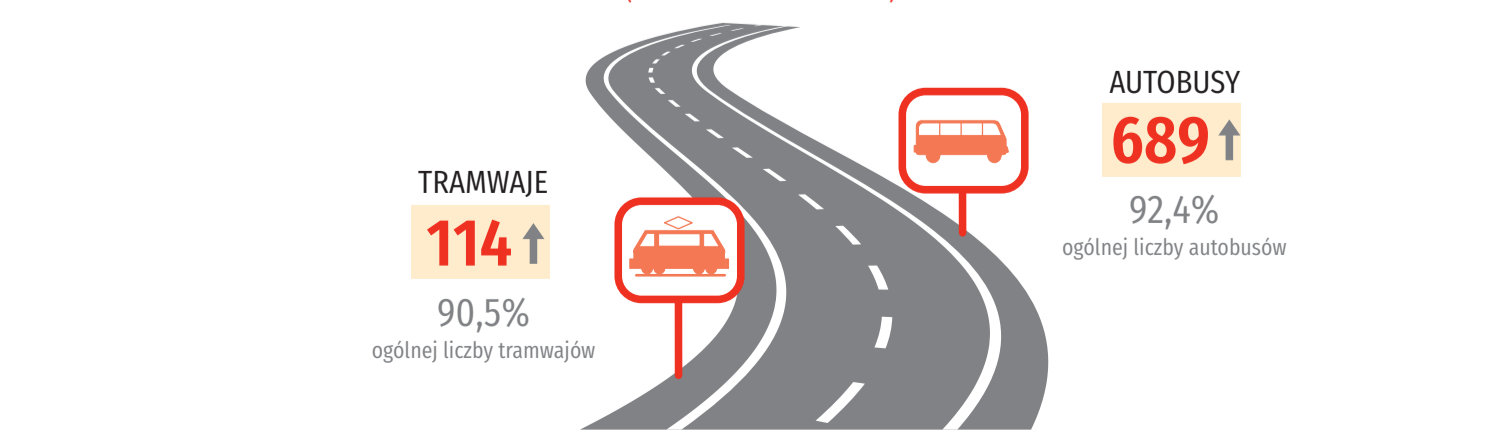 TRAMWAJE
114
90,5%
ogólnej liczby tramwajów
AUTOBUSY
689
92,4%
ogólnej liczby autobusów